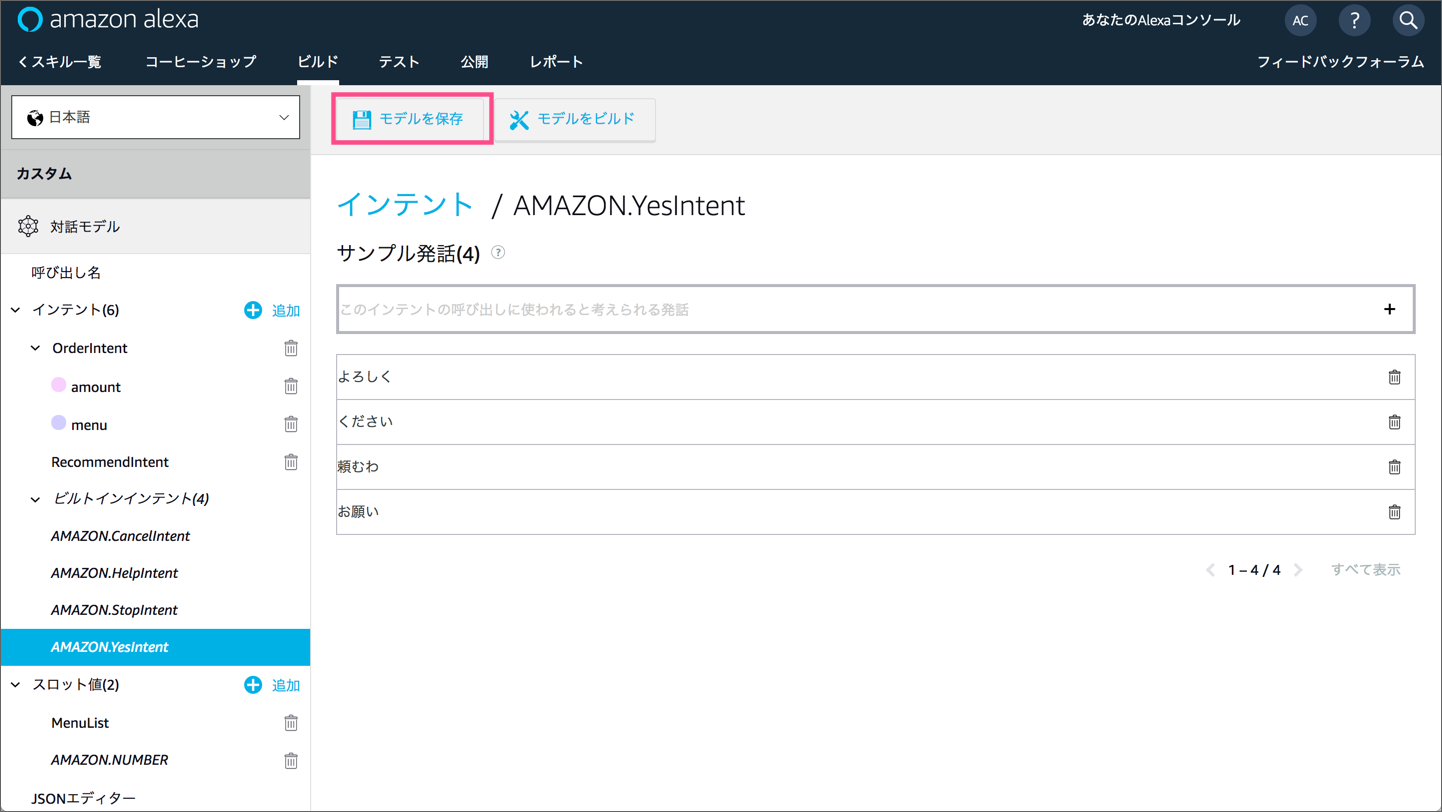 amazon alexa
あなたのAlexaコンソール
AC
?
スキル一覧
コーヒーショップ
ビルド
テスト
公開
レポート
フィードバックフォーラム
日本語
モデルを保存
モデルをビルド
カスタム
対話モデル
呼び出し名
インテント(6)
追加
OrderIntent
amount
menu
RecommendIntent
ビルトインインテント(4)
AMAZON.CancelIntent
AMAZON.HelpIntent
AMAZON.StopIntent
AMAZON.YesIntent
スロット値(2)
追加
MenuList
AMAZON.NUMBER
JSONエディター
インテント / AMAZON.YesIntent
サンプル発話(4) ?
このインテントの呼び出しに使われると考えられる発話
よろしく
ください
頼むわ
お願い
1 – 4 / 4
すべて表示